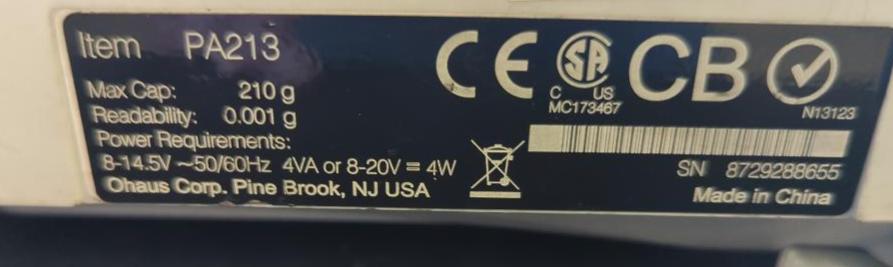 Item PA213
Max Cap: 210 g
Readability: 0.001 g
Power Requirements:
8-14.5V ~50/60Hz 4VA or 8-20V ⎓ 4W
Ohaus Corp. Pine Brook, NJ USA
CE
SA
C US
MC173467
CB
N13123
SN 8729288655
Made in China